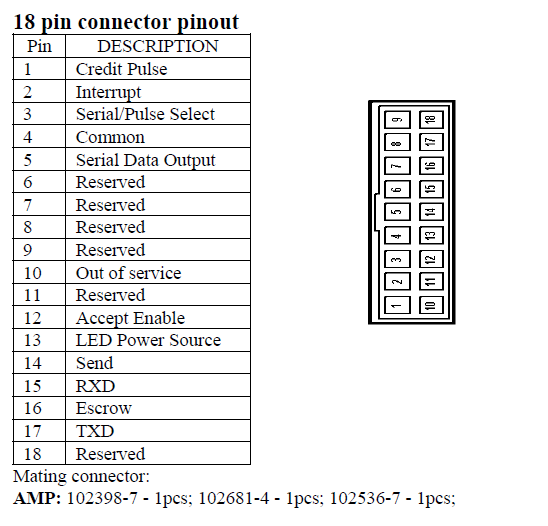 18 pin connector pinout
Pin DESCRIPTION
1 Credit Pulse
2 Interrupt
3 Serial/Pulse Select
4 Common
5 Serial Data Output
6 Reserved
7 Reserved
8 Reserved
9 Reserved
10 Out of service
11 Reserved
12 Accept Enable
13 LED Power Source
14 Send
15 RXD
16 Escrow
17 TXD
18 Reserved
9 18
8 17
7 16
6 15
5 14
4 13
3 12
2 11
1 10
Mating connector:
AMP: 102398-7 - 1pcs; 102681-4 - 1pcs; 102536-7 - 1pcs;